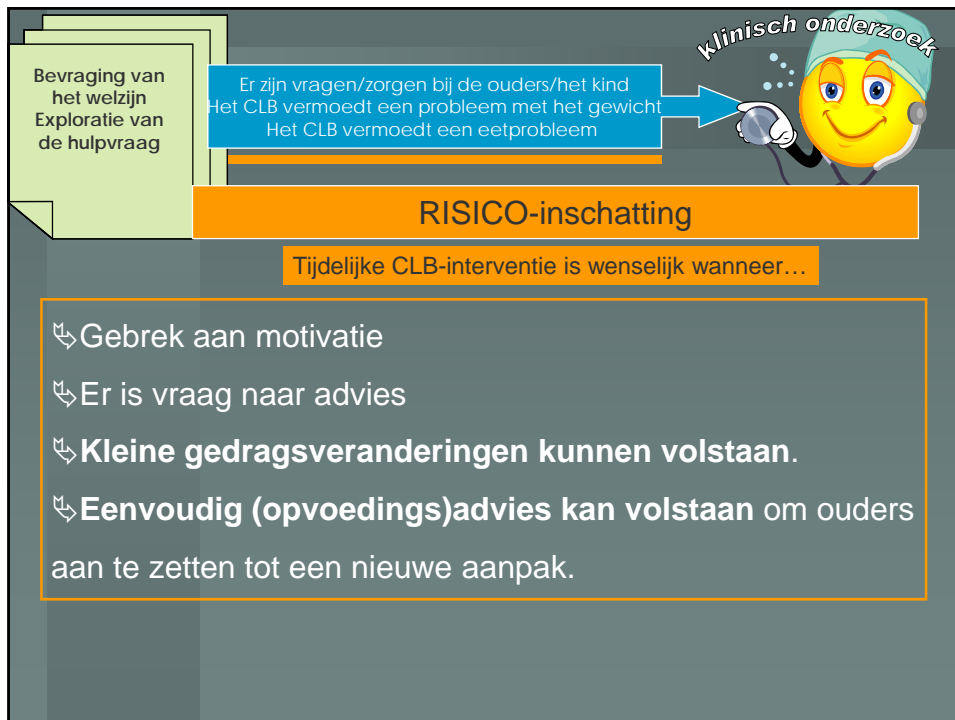 Bevraging van
het welzijn
Exploratie van
de hulpvraag
Er zijn vragen/zorgen bij de ouders/het kind
Het CLB vermoedt een probleem met het gewicht
Het CLB vermoedt een eetprobleem
klinisch onderzoek
RISICO-inschatting
Tijdelijke CLB-interventie is wenselijk wanneer…
Gebrek aan motivatie
Er is vraag naar advies
Kleine gedragsveranderingen kunnen volstaan.
Eenvoudig (opvoedings)advies kan volstaan om ouders
aan te zetten tot een nieuwe aanpak.